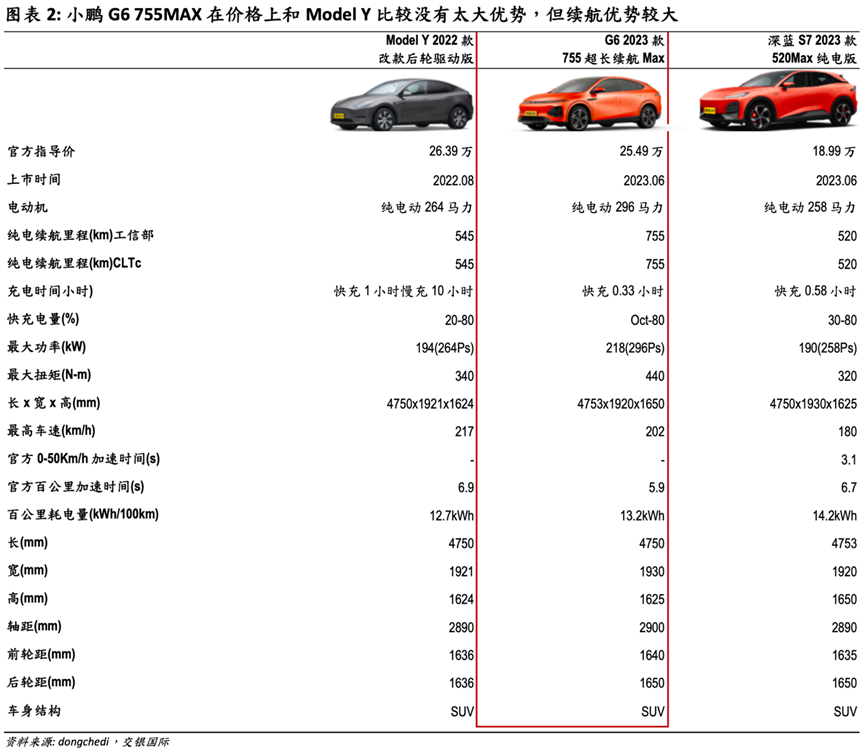 图表 2: 小鹏 G6 755MAX 在价格上和 Model Y 比较没有太大优势，但续航优势较大
Model Y 2022 款 G6 2023 款 深蓝 S7 2023 款
改款后轮驱动版 755 超长续航 Max 520Max 纯电版
官方指导价 26.39 万 25.49 万 18.99 万
上市时间 2022.08 2023.06 2023.06
电动机 纯电动 264 马力 纯电动 296 马力 纯电动 258 马力
纯电续航里程(km)工信部 545 755 520
纯电续航里程(km)CLTc 545 755 520
充电时间小时) 快充 1 小时慢充 10 小时 快充 0.33 小时 快充 0.58 小时
快充电量(%) 20-80 Oct-80 30-80
最大功率(kW) 194(264Ps) 218(296Ps) 190(258Ps)
最大扭矩(N-m) 340 440 320
长 x 宽 x 高(mm) 4750x1921x1624 4753x1920x1650 4750x1930x1625
最高车速(km/h) 217 202 180
官方 0-50Km/h 加速时间(s) - - 3.1
官方百公里加速时间(s) 6.9 5.9 6.7
百公里耗电量(kWh/100km) 12.7kWh 13.2kWh 14.2kWh
长(mm) 4750 4750 4753
宽(mm) 1921 1930 1920
高(mm) 1624 1625 1650
轴距(mm) 2890 2900 2890
前轮距(mm) 1636 1640 1635
后轮距(mm) 1636 1650 1650
车身结构 SUV SUV SUV
资料来源: dongchedi，交银国际